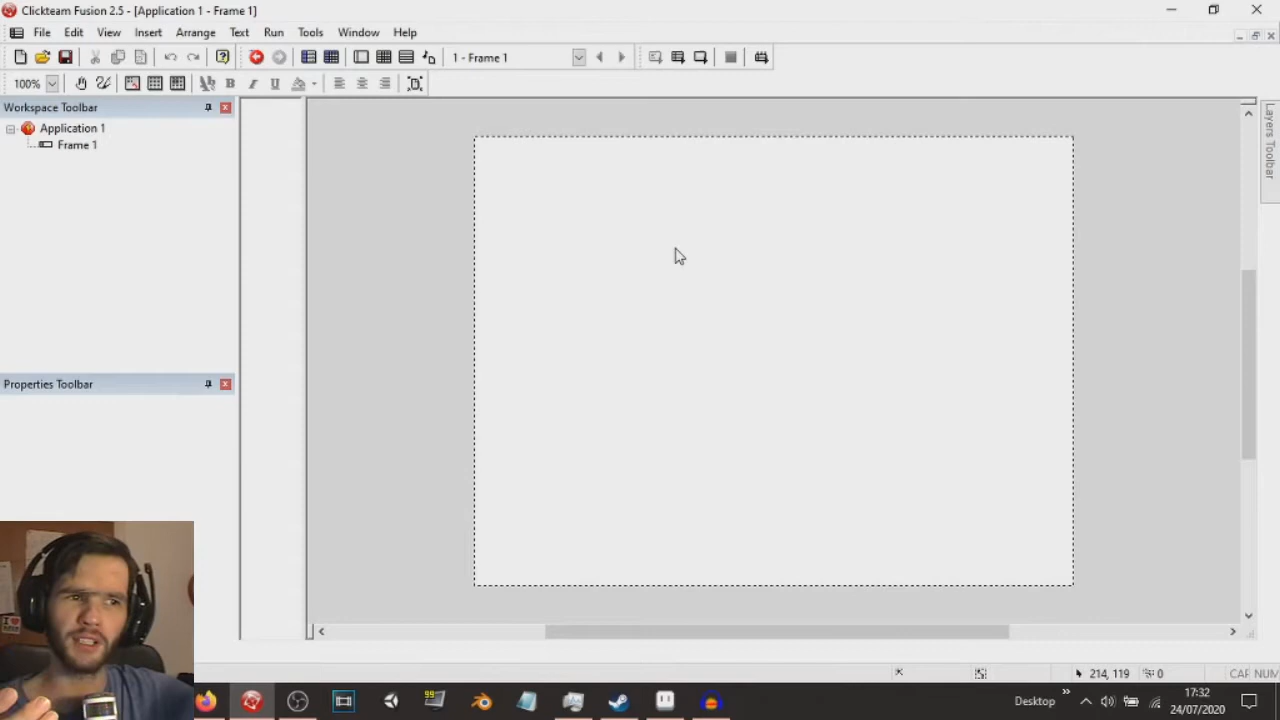 Clickteam Fusion 2.5 - [Application 1 - Frame 1]
File Edit View Insert Arrange Text Run Tools Window Help
1 - Frame 1
100%
Workspace Toolbar
Application 1
Frame 1
Layers Toolbar
Properties Toolbar
214, 119
0
CAP NUM
99
Desktop
17:32
24/07/2020